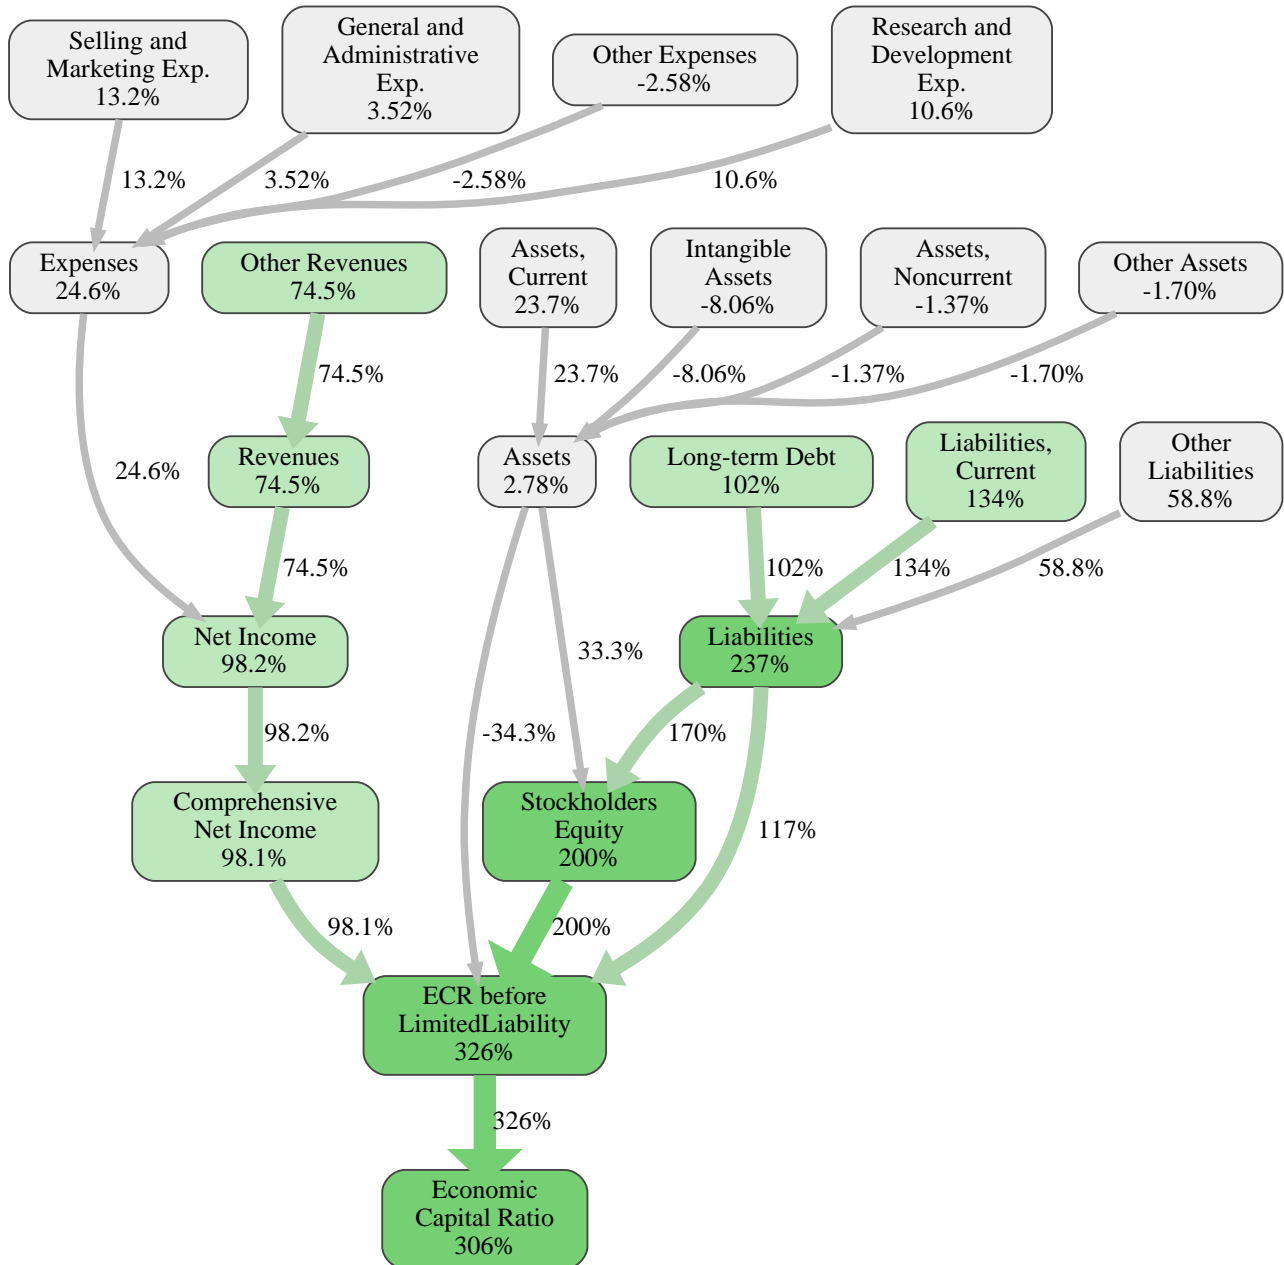 Selling and
Marketing Exp.
13.2%
General and
Administrative
Exp.
3.52%
Other Expenses
-2.58%
Research and
Development
Exp.
10.6%
13.2%
3.52%
-2.58%
10.6%
Expenses
24.6%
Other Revenues
74.5%
Assets,
Current
23.7%
Intangible
Assets
-8.06%
Assets,
Noncurrent
-1.37%
Other Assets
-1.70%
74.5%
23.7%
-8.06%
-1.37%
-1.70%
24.6%
Revenues
74.5%
Assets
2.78%
Long-term Debt
102%
Liabilities,
Current
134%
Other
Liabilities
58.8%
74.5%
102%
134%
58.8%
Net Income
98.2%
33.3%
Liabilities
237%
98.2%
-34.3%
170%
Comprehensive
Net Income
98.1%
Stockholders
Equity
200%
117%
98.1%
200%
ECR before
LimitedLiability
326%
326%
Economic
Capital Ratio
306%